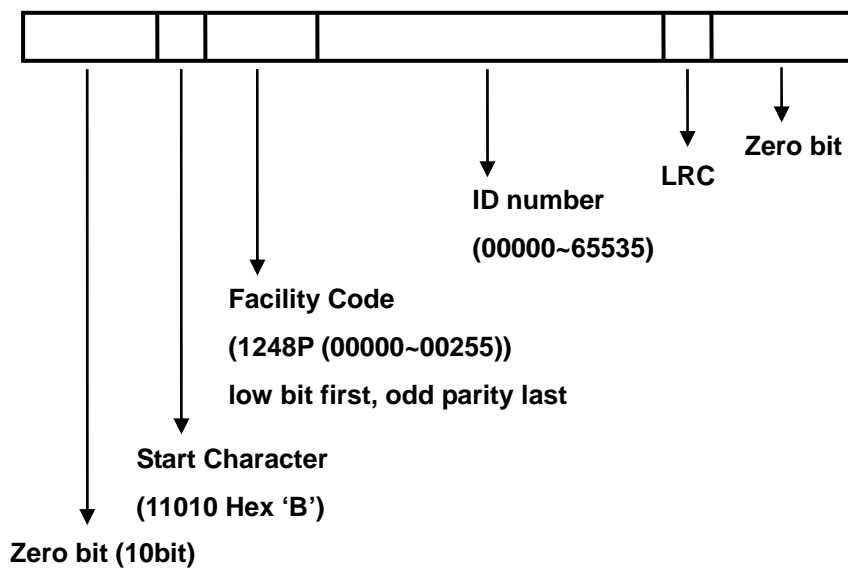 Zero bit
LRC
ID number
(00000~65535)
Facility Code
(1248P (00000~00255))
low bit first, odd parity last
Start Character
(11010 Hex ‘B’)
Zero bit (10bit)